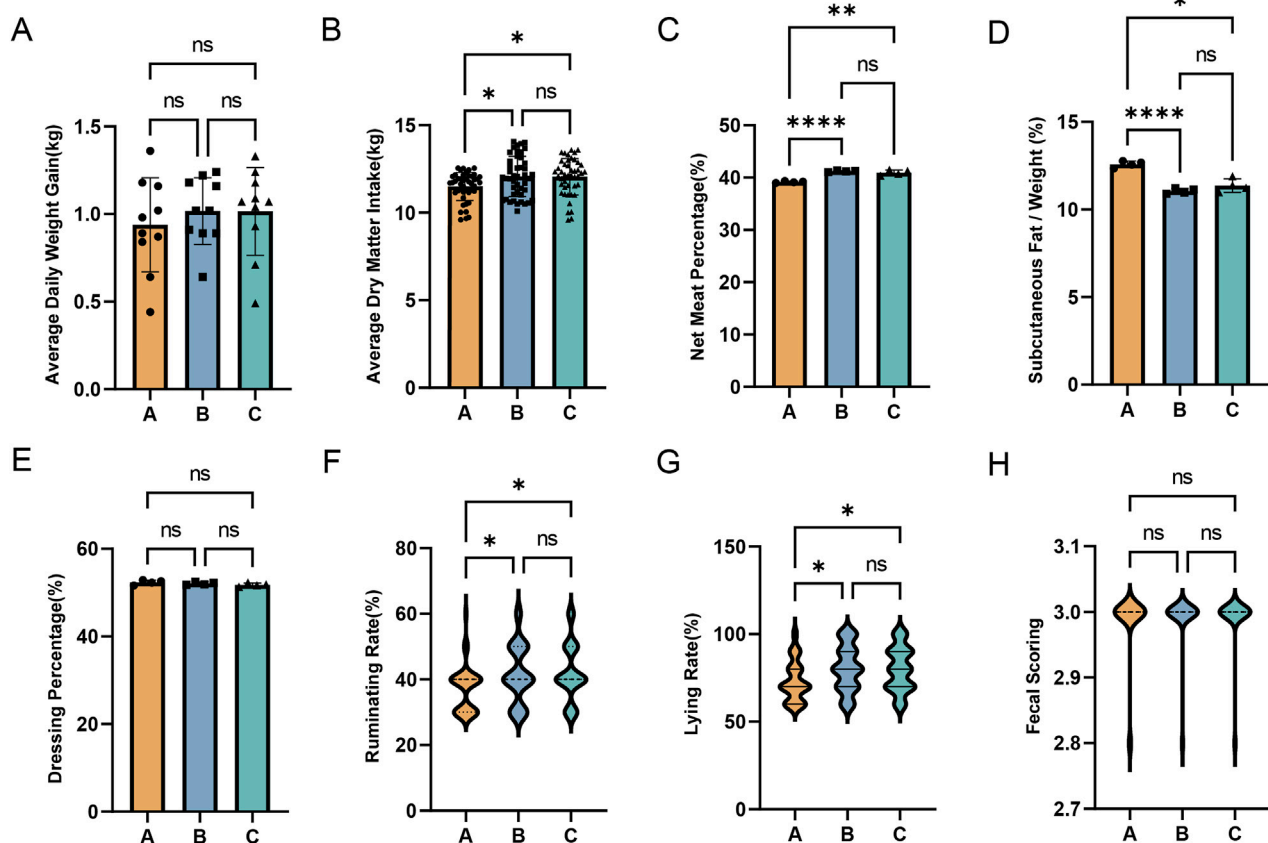 A
ns
ns
ns
Average Daily Weight Gain(kg)
1.5
1.0
0.5
0.0
A B C
B
*
*
ns
Average Dry Matter Intake(kg)
15
10
5
0
A B C
C
**
ns
****
Net Meat Percentage(%)
50
40
30
20
10
0
A B C
D
*
ns
****
Subcutaneous Fat / Weight (%)
15
10
5
0
A B C
E
ns
ns
ns
Dressing Percentage(%)
60
40
20
0
A B C
F
*
*
ns
Ruminating Rate(%)
80
60
40
20
0
A B C
G
*
*
ns
Lying Rate(%)
150
100
50
0
A B C
H
ns
ns
ns
Fecal Scoring
3.1
3.0
2.9
2.8
2.7
A B C